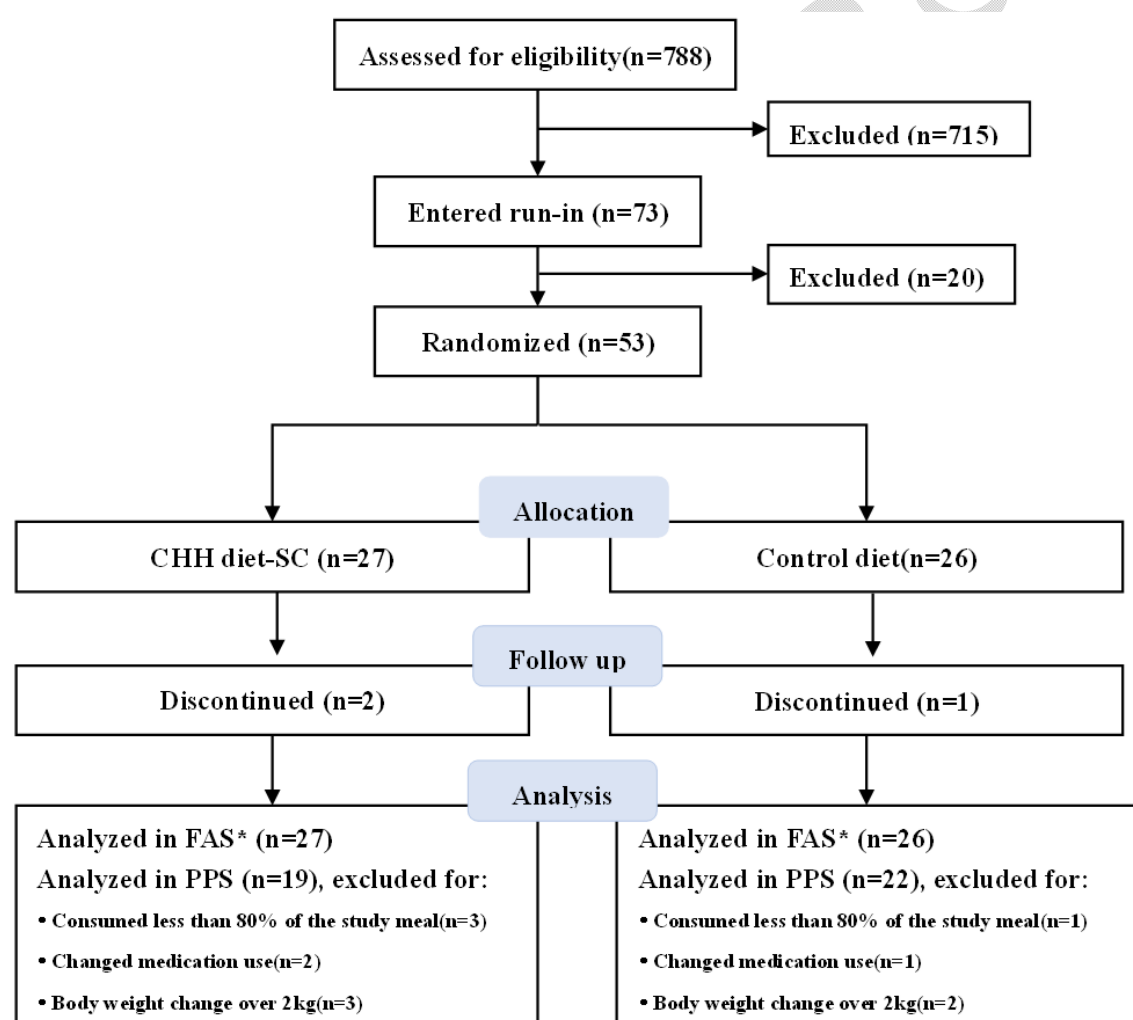 Assessed for eligibility(n=788)
Excluded (n=715)
Entered run-in (n=73)
Excluded (n=20)
Randomized (n=53)
Allocation
CHH diet-SC (n=27)
Control diet(n=26)
Follow up
Discontinued (n=2)
Discontinued (n=1)
Analysis
Analyzed in FAS* (n=27)
Analyzed in PPS (n=19), excluded for:
• Consumed less than 80% of the study meal(n=3)
• Changed medication use(n=2)
• Body weight change over 2kg(n=3)
Analyzed in FAS* (n=26)
Analyzed in PPS (n=22), excluded for:
• Consumed less than 80% of the study meal(n=1)
• Changed medication use(n=1)
• Body weight change over 2kg(n=2)